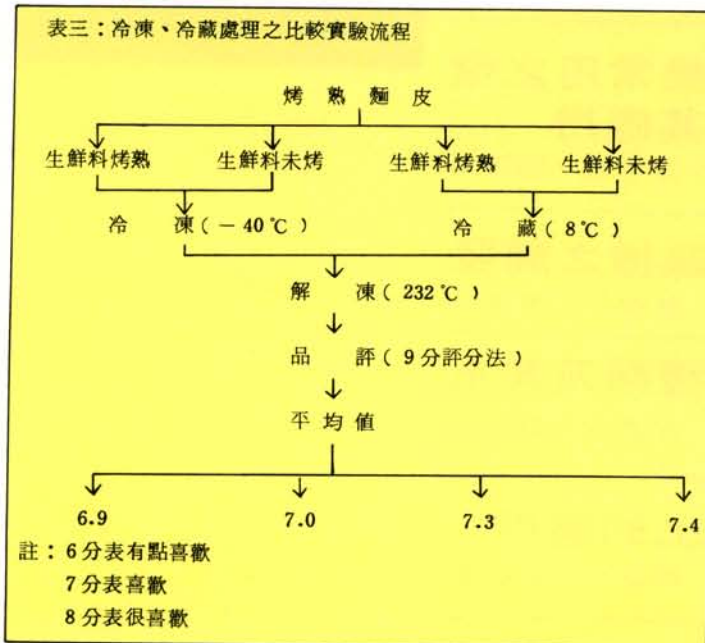 表三：冷凍、冷藏處理之比較實驗流程
烤熟麵皮
生鮮料烤熟 生鮮料未烤 生鮮料烤熟 生鮮料未烤
冷凍（－40℃） 冷藏（8℃）
解凍（232℃）
品評（9分評分法）
平均值
6.9 7.0 7.3 7.4
註：6分表有點喜歡
7分表喜歡
8分表很喜歡